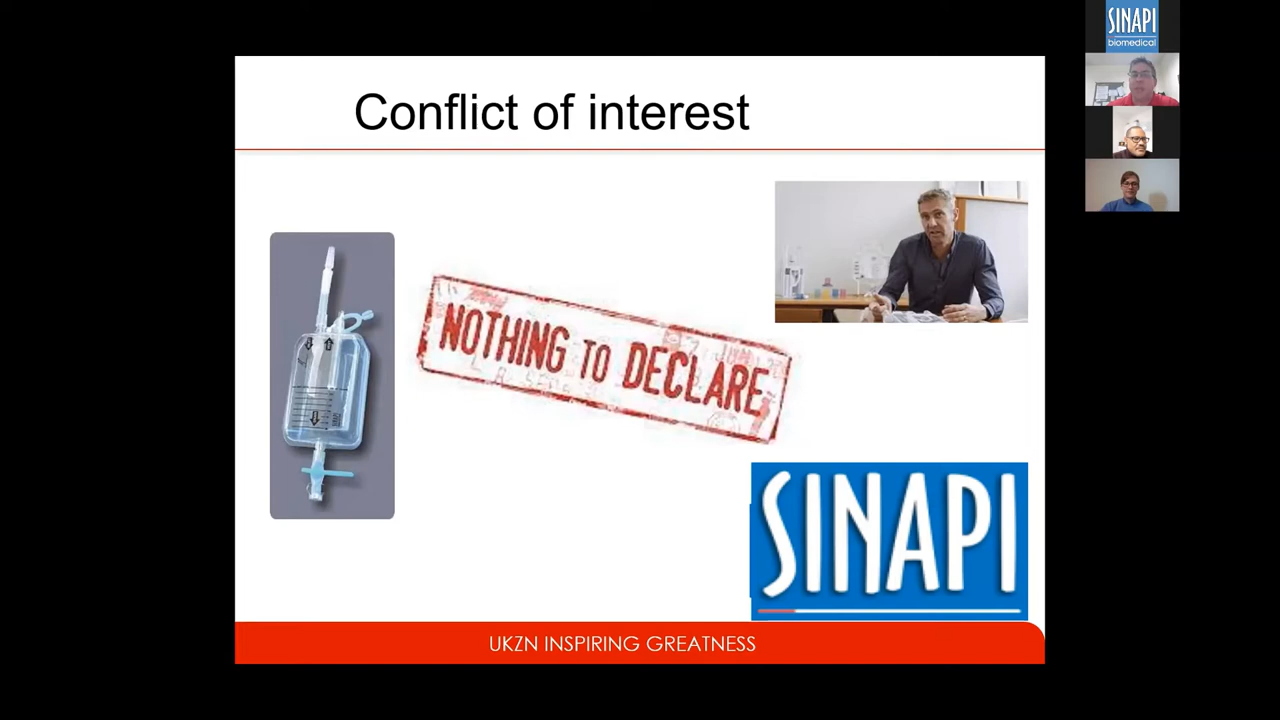 Conflict of interest
NOTHING TO DECLARE
SINAPI
UKZN INSPIRING GREATNESS
SINAPI
biomedical